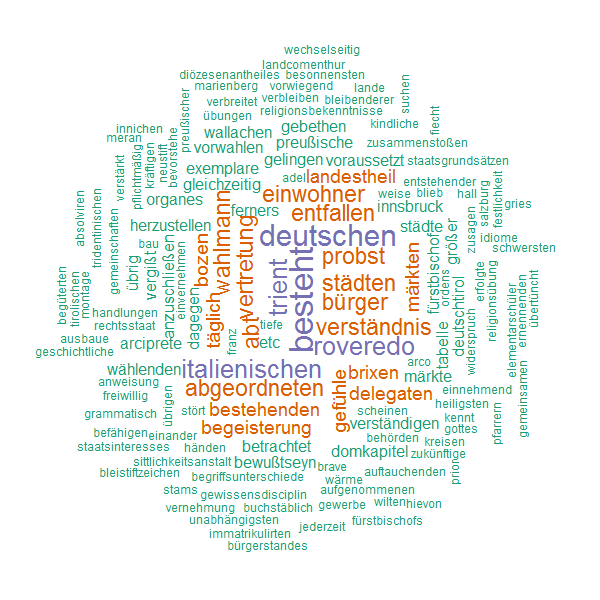 wechselseitig
landcomenthur
diözesenantheiles besonnensten
marienberg vorwiegend lande
verbreitet verbleiben bleibenderer
suchen
preußischer
übungen religionsbekenntnisse
flecht
innichen wallachen gebethen kindliche
meran vorwahlen preußische zusammenstoßen
neustift
bevorstehe
kräftigen
pflichtmäßig
verstärkt
exemplare gelingen voraussetzt staatsgrundsätzen
gleichzeitig adel landestheil entstehender
organes einwohner weise blieb hall
festlichkeit
salzburg
gries
absolviren
tridentinischen
gemeinschaften
herzustellen ferners entfallen innsbruck
städte
zusagen
idiome
schwersten
bau
vergißt
übrig
anzuschließen
einvernehmen
bozen
wahlmann
vertretung
deutschen
fürstbischof
größer
begüterten
tirolischen
montage
dagegen
täglich
abt
trient
besteht
probst
städten
bürger
märkten
ordens
deutschtirol
tabelle
widerspruch
erfolgte
religionsübung
elementarschüler
ernennenden
übertüncht
handlungen
rechtsstaat
ausbaue
geschichtliche
arciprete
franz
tiefe
etc
verständnis
roveredo
wählenden italienischen brixen arco
märkte
anweisung
freiwillig
abgeordneten
gefühle
delegaten
einnehmend
heiligsten
grammatisch
übrigen
stört
bestehenden
scheinen
kennt
gottes
pfarrern
gemeinsamen
befähigen einander begeisterung verständigen
behörden kreisen
staatsinteresses händen betrachtet domkapitel zukünftige
prior
sittlichkeitsanstalt bewußtseyn brave auftauchenden
bleistiftzeichen begriffsunterschiede wärme
stams gewissensdisciplin aufgenommenen
vernehmung buchstäblich gewerbe wilten hievon
unabhängigsten jederzeit fürstbischofs
immatrikulirten
bürgerstandes